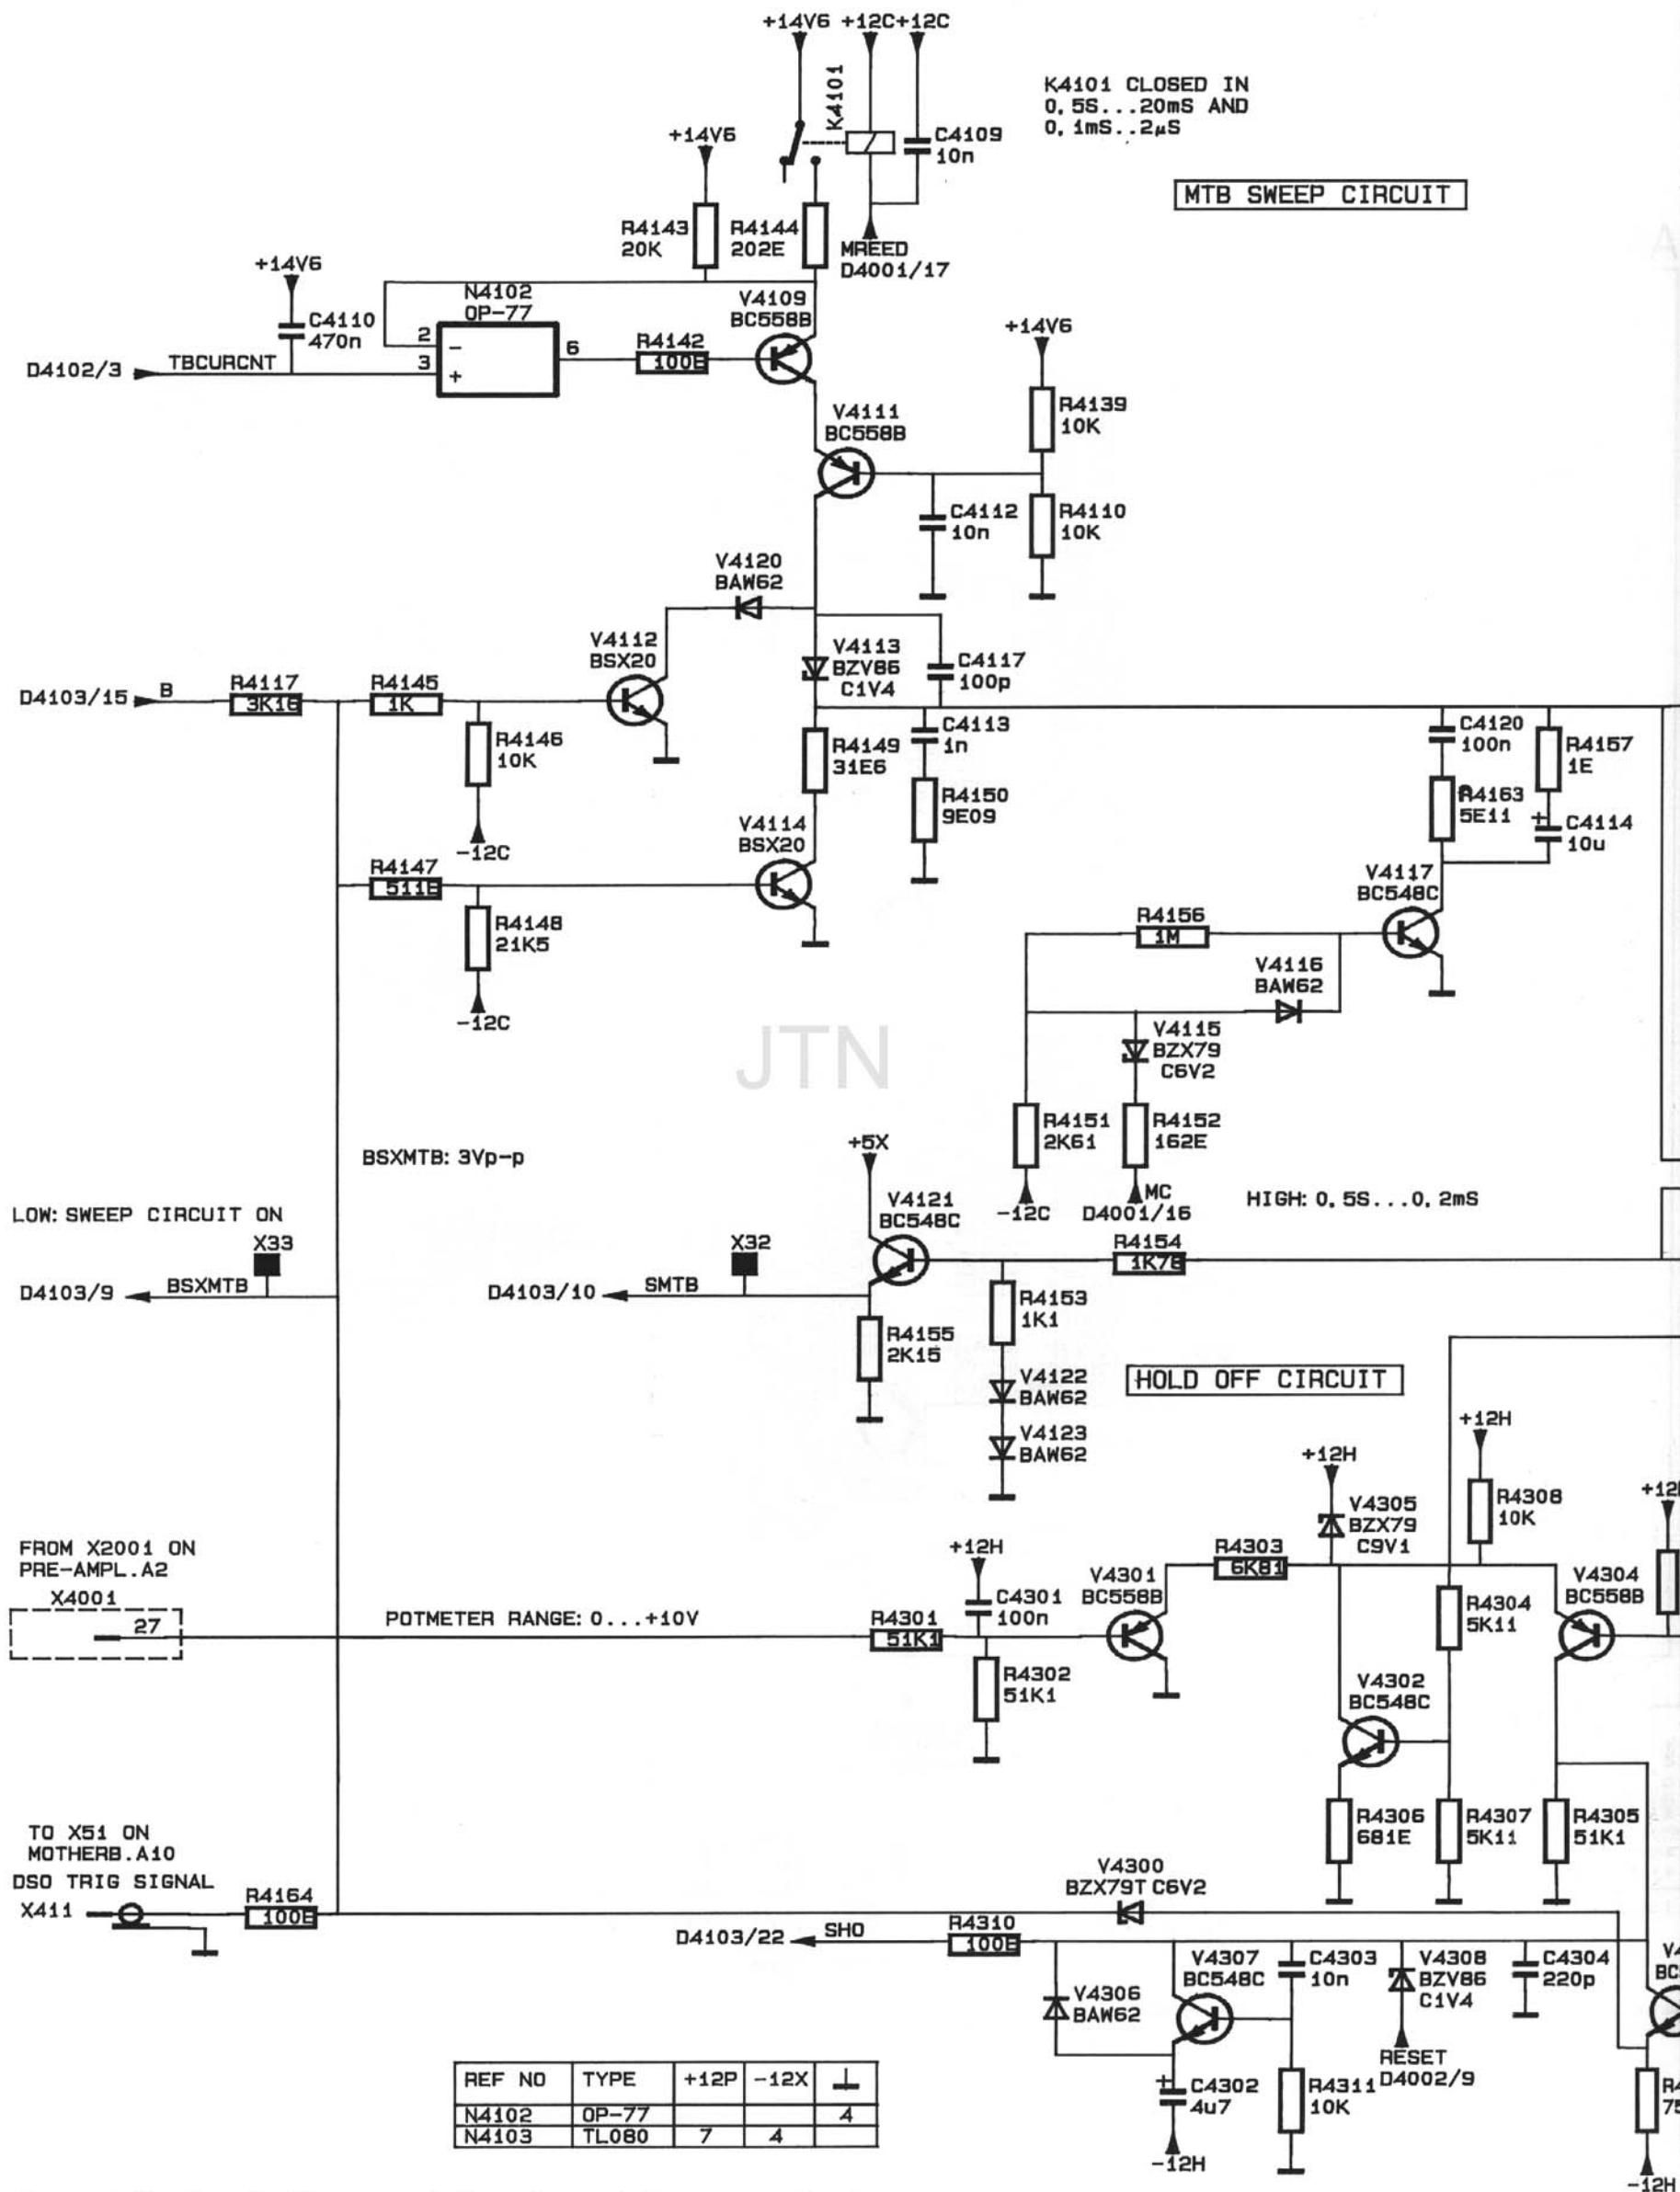 +14V6 +12C+12C
K4101
K4101 CLOSED IN
0,5S...20mS AND
0,1mS..2µS
C4109
10n
+14V6
MTB SWEEP CIRCUIT
R4143
20K
R4144
202E
MREED
D4001/17
+14V6
N4102
OP-77
V4109
BC558B
C4110
470n
+14V6
D4102/3
TBCURCNT
2
-
3
+
6
R4142
100E
R4139
10K
V4111
BC558B
C4112
10n
R4110
10K
V4120
BAW62
V4112
BSX20
V4113
BZV86
C1V4
C4117
100p
D4103/15
B
R4117
3K16
R4145
1K
R4146
10K
-12C
R4149
31E6
C4113
1n
C4120
100n
R4157
1E
R4150
9E09
R4163
5E11
+
C4114
10u
V4114
BSX20
R4147
511E
V4117
BC548C
R4148
21K5
-12C
R4156
1M
V4116
BAW62
JTN
V4115
BZX79
C6V2
R4151
2K61
R4152
162E
BSXMTB: 3Vp-p
+5X
-12C
MC
D4001/16
HIGH: 0,5S...0,2mS
V4121
BC548C
LOW: SWEEP CIRCUIT ON
X33
X32
R4154
1K78
D4103/9
BSXMTB
D4103/10
SMTB
R4153
1K1
R4155
2K15
V4122
BAW62
HOLD OFF CIRCUIT
V4123
BAW62
+12H
+12H
R4308
10K
V4305
BZX79
C9V1
FROM X2001 ON
PRE-AMPL.A2
X4001
27
POTMETER RANGE: 0...+10V
+12H
C4301
100n
V4301
BC558B
R4303
6K81
V4304
BC558B
R4301
51K1
R4304
5K11
R4302
51K1
V4302
BC548C
R4306
681E
R4307
5K11
R4305
51K1
TO X51 ON
MOTHERB.A10
DSO TRIG SIGNAL
X411
R4164
100E
V4300
BZX79T C6V2
D4103/22
SHO
R4310
100E
V4307
BC548C
C4303
10n
V4308
BZV86
C1V4
C4304
220p
V4306
BAW62
RESET
D4002/9
+
C4302
4u7
R4311
10K
-12H
-12H
REF NO TYPE +12P -12X
N4102 OP-77 4
N4103 TL080 7 4